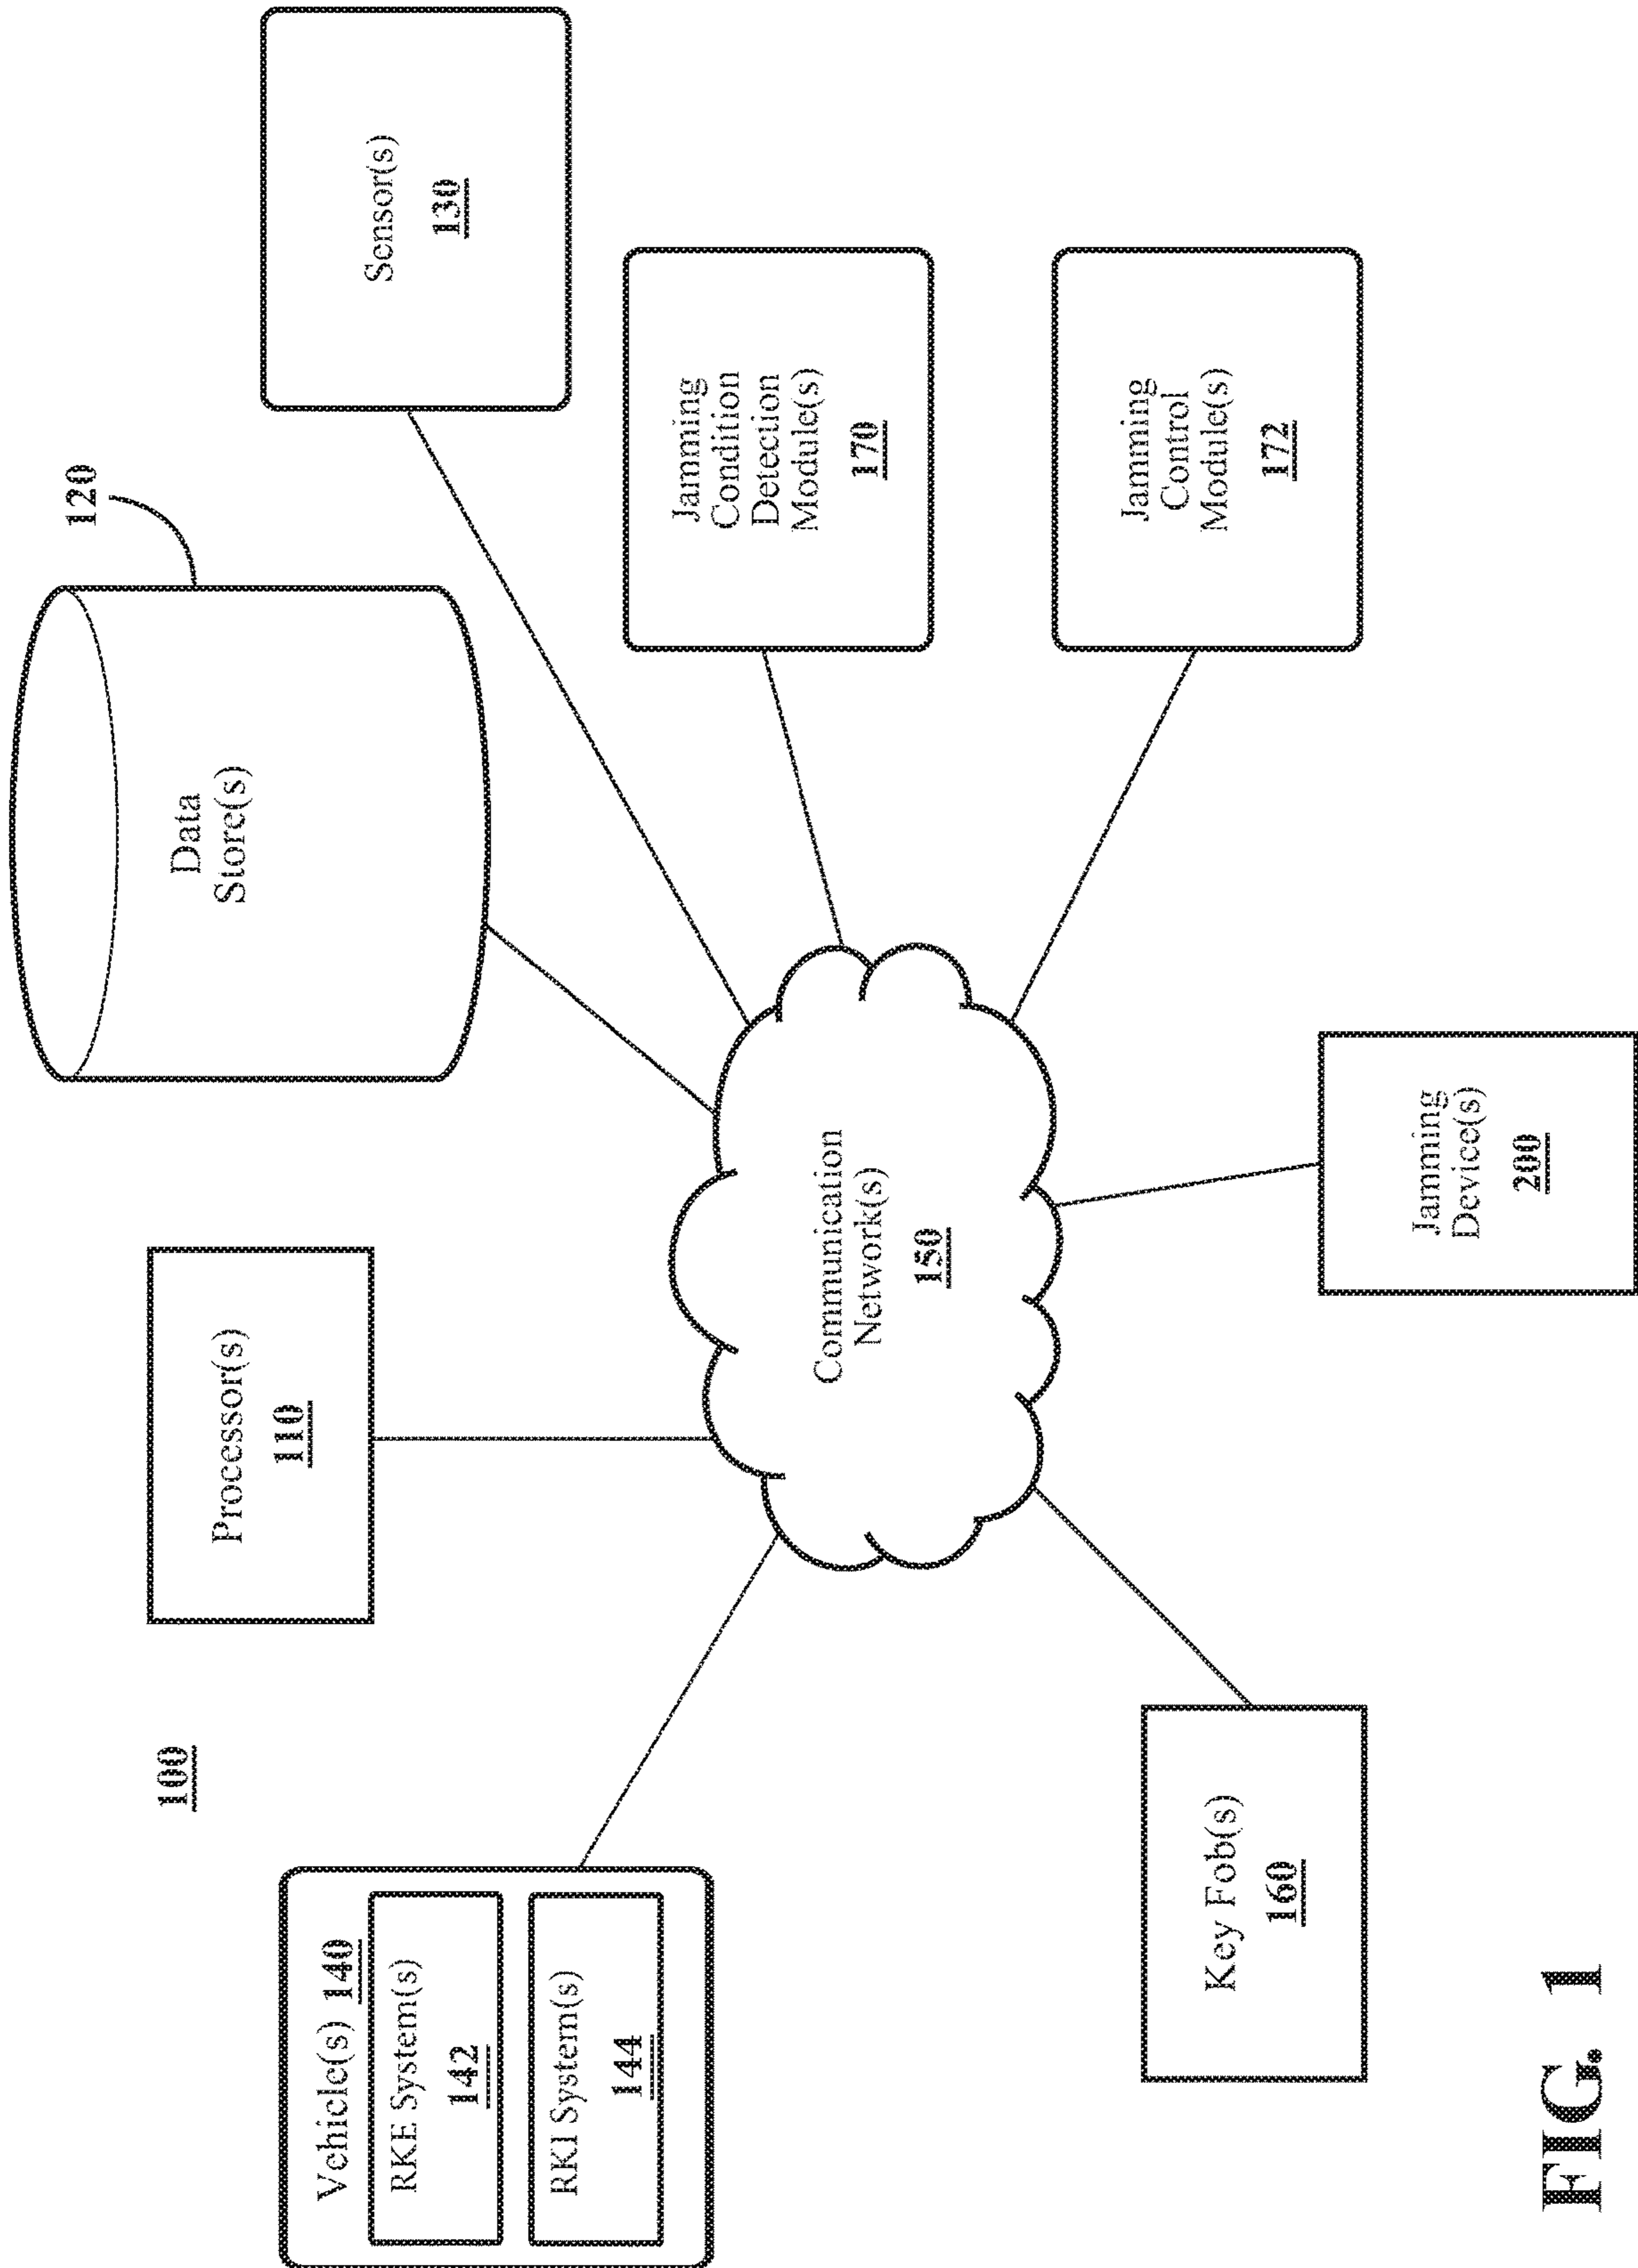 100
Vehicle(s) 140
RKE System(s)
142
RKI System(s)
144
Processor(s)
110
Data
Store(s)
120
Sensor(s)
130
Jamming
Condition
Detection
Module(s)
170
Jamming
Control
Module(s)
172
Communication
Network(s)
150
Jamming
Device(s)
200
Key Fob(s)
160
FIG. 1